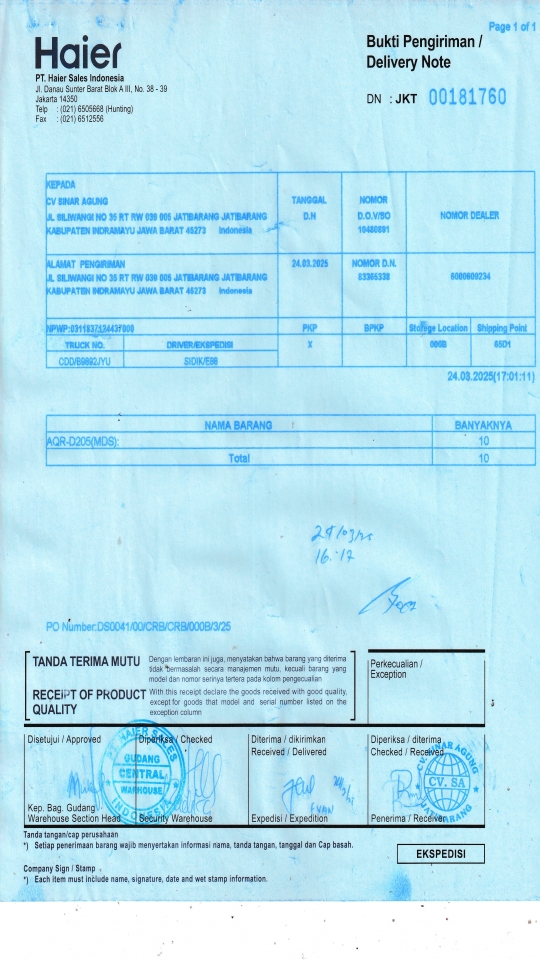 Page 1 of 1
Haier
PT. Haier Sales Indonesia
Jl. Danau Sunter Barat Blok A III, No. 38 - 39
Jakarta 14350
Telp : (021) 6505668 (Hunting)
Fax : (021) 6512556
Bukti Pengiriman /
Delivery Note
DN : JKT 00181760
KEPADA
CV SINAR AGUNG
JL SILIWANGI NO 35 RT RW 039 005 JATIBARANG JATIBARANG
KABUPATEN INDRAMAYU JAWA BARAT 45273 Indonesia
TANGGAL
D.N
NOMOR
D.O.V/SO
NOMOR DEALER
ALAMAT PENGIRIMAN
JL SILIWANGI NO 35 RT RW 039 005 JATIBARANG JATIBARANG
KABUPATEN INDRAMAYU JAWA BARAT 45273 Indonesia
24.03.2025
NOMOR D.N.
6000609234
PKP BPKP Storage Location Shipping Point
TRUCK NO. DRIVER/EKSPEDISI X
24.03.2025(17:01:11)
NAMA BARANG BANYAKNYA
AQR-D205(MDS): 10
Total 10
16.17
PO Number:DS0041/00/CRB/CRB/000B/3/25
TANDA TERIMA MUTU
Dengan lembaran ini juga, menyatakan bahwa barang yang diterima
tidak bermasalah secara manajemen mutu, kecuali barang yang
model dan nomor serinya tertera pada kolom pengecualian
RECEIPT OF PRODUCT
QUALITY
With this receipt declare the goods received with good quality,
except for goods that model and serial number listed on the
exception column
Perkecualian /
Exception
Disetujui / Approved
Diperiksa / Checked
Diterima / dikirimkan
Received / Delivered
Diperiksa / diterima
Checked / Received
PT. HAIER SALES
GUDANG
CENTRAL
WAREHOUSE
INDONESIA
CV. SINAR AGUNG
CV. SA
JATIBARANG
Kep. Bag. Gudang
Warehouse Section Head
Security Warehouse
Expedisi / Expedition
Penerima / Receiver
Tanda tangan/cap perusahaan
*) Setiap penerimaan barang wajib menyertakan informasi nama, tanda tangan, tanggal dan Cap basah.
EKSPEDISI
Company Sign / Stamp
*) Each item must include name, signature, date and wet stamp information.